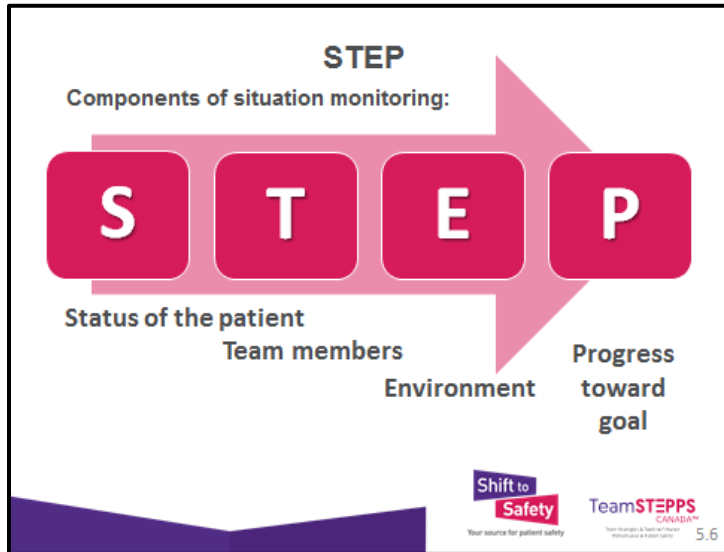 STEP
Components of situation monitoring:
S T E P
Status of the patient
Team members
Environment
Progress
toward
goal
Shift to
Safety
Your source for patient safety
TeamSTEPPS
CANADA™
5.6